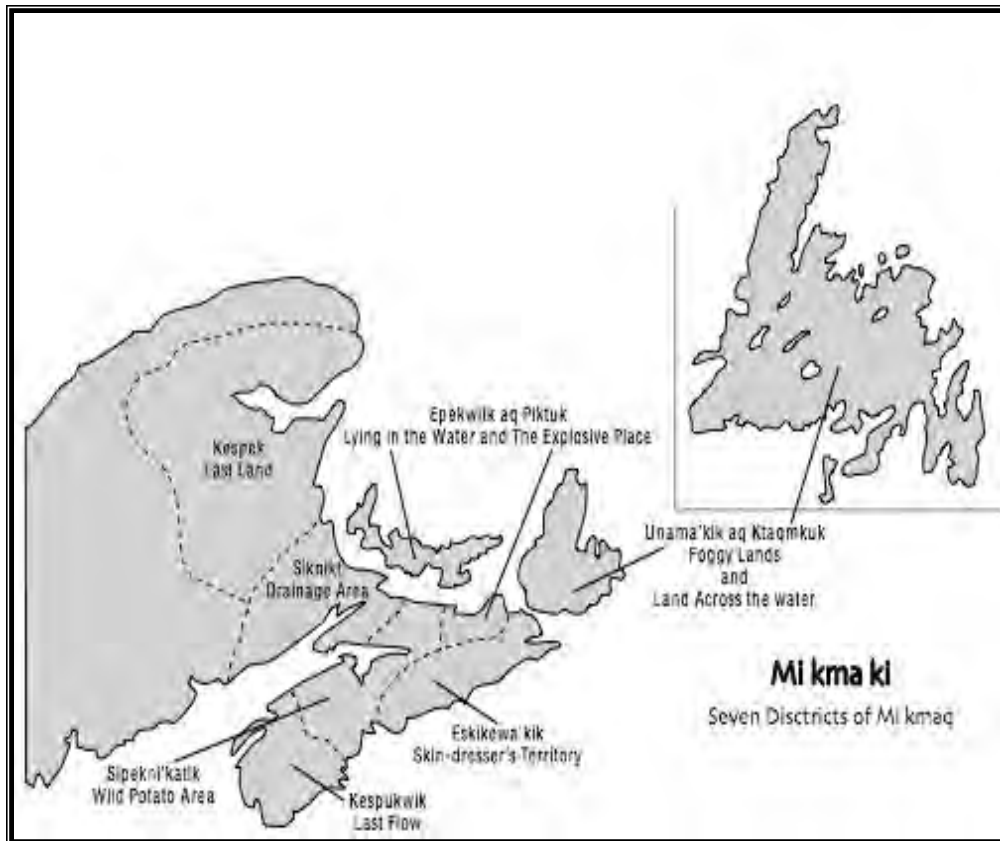 Epekwitk aq Piktuk
Lying in the Water and The Explosive Place
Kespek
Last Land
Unama'kik aq Ktaqmkuk
Foggy Lands
and
Land Across the water
Siknikt
Drainage Area
Mi kma ki
Seven Disctricts of Mi kmaq
Eskikewa'kik
Skin-dresser's Territory
Sipekni'katik
Wild Potato Area
Kespukwik
Last Flow